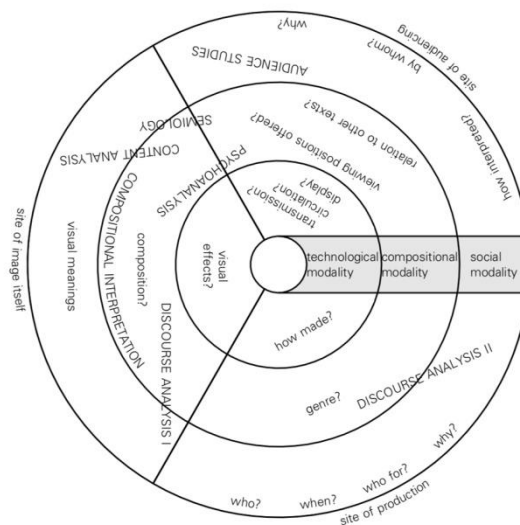 why?
by whom?
site of audiencing
how interpreted?
AUDIENCE STUDIES
relation to other texts?
viewing positions offered?
transmission?
circulation?
display?
SEMIOLOGY
CONTENT ANALYSIS
PSYCHOANALYSIS
COMPOSITIONAL INTERPRETATION
site of image itself
visual meanings
composition?
visual
effects?
DISCOURSE ANALYSIS I
technological
modality
compositional
modality
social
modality
how made?
genre?
DISCOURSE ANALYSIS II
who?
when?
who for?
why?
site of production